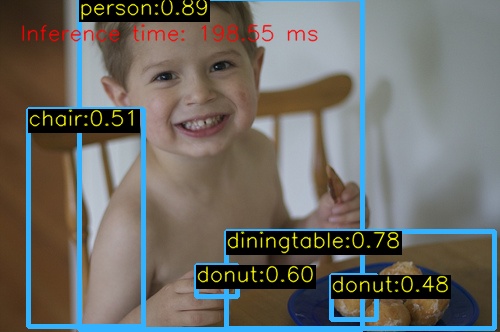 person:0.89
Inference time: 198.55 ms
chair:0.51
diningtable:0.78
donut:0.60
donut:0.48